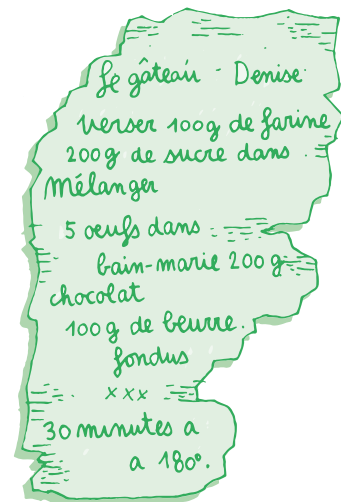 Le gâteau - Denise
verser 100g de farine
200g de sucre dans
Mélanger
5 oeufs dans
bain-marie 200g
chocolat
100g de beurre.
fondus
xxx
30 minutes a
a 180°.